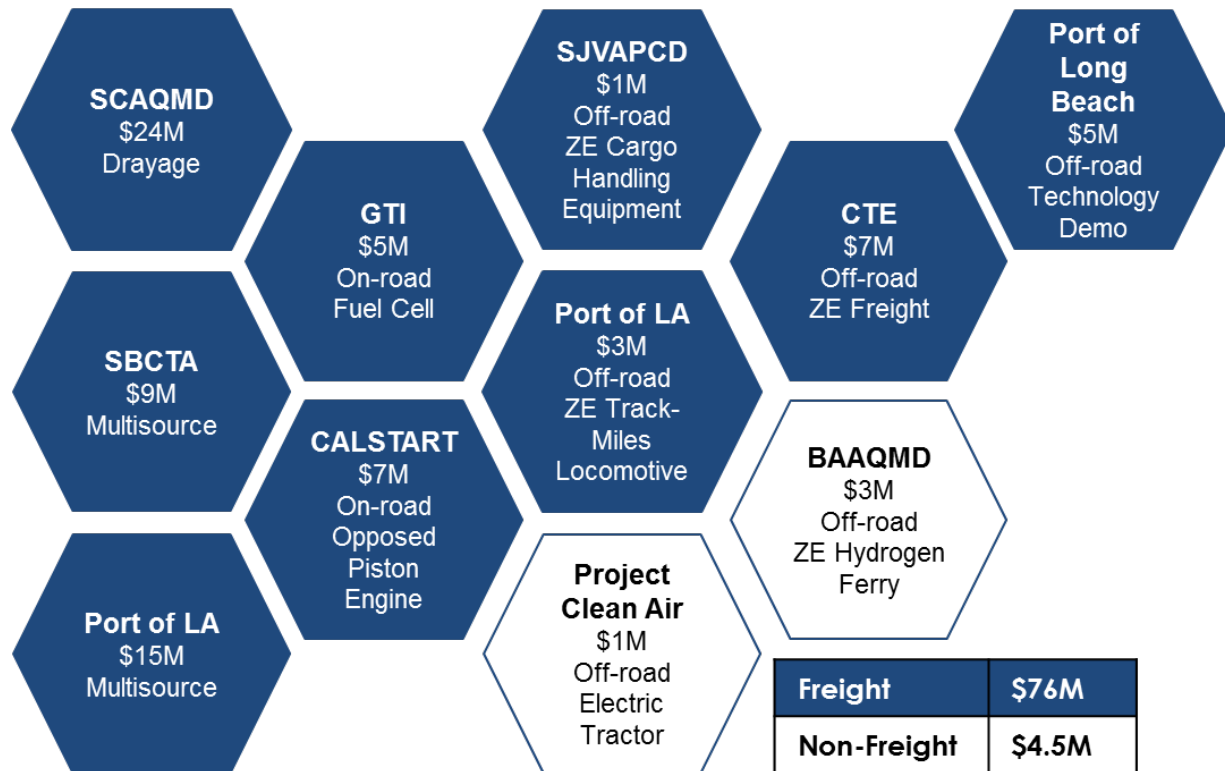 SCAQMD
$24M
Drayage
SJVAPCD
$1M
Off-road
ZE Cargo
Handling
Equipment
Port of
Long
Beach
$5M
Off-road
Technology
Demo
GTI
$5M
On-road
Fuel Cell
CTE
$7M
Off-road
ZE Freight
SBCTA
$9M
Multisource
Port of LA
$3M
Off-road
ZE Track-
Miles
Locomotive
CALSTART
$7M
On-road
Opposed
Piston
Engine
BAAQMD
$3M
Off-road
ZE Hydrogen
Ferry
Port of LA
$15M
Multisource
Project
Clean Air
$1M
Off-road
Electric
Tractor
Freight $76M
Non-Freight $4.5M